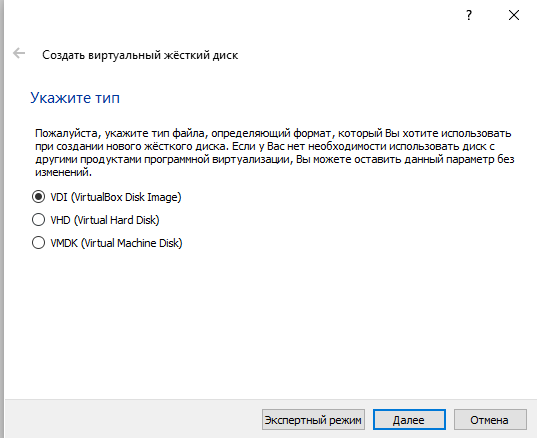 ?
Создать виртуальный жёсткий диск
Укажите тип
Пожалуйста, укажите тип файла, определяющий формат, который Вы хотите использовать
при создании нового жёсткого диска. Если у Вас нет необходимости использовать диск с
другими продуктами программной виртуализации, Вы можете оставить данный параметр без
изменений.
VDI (VirtualBox Disk Image)
VHD (Virtual Hard Disk)
VMDK (Virtual Machine Disk)
Экспертный режим Далее Отмена